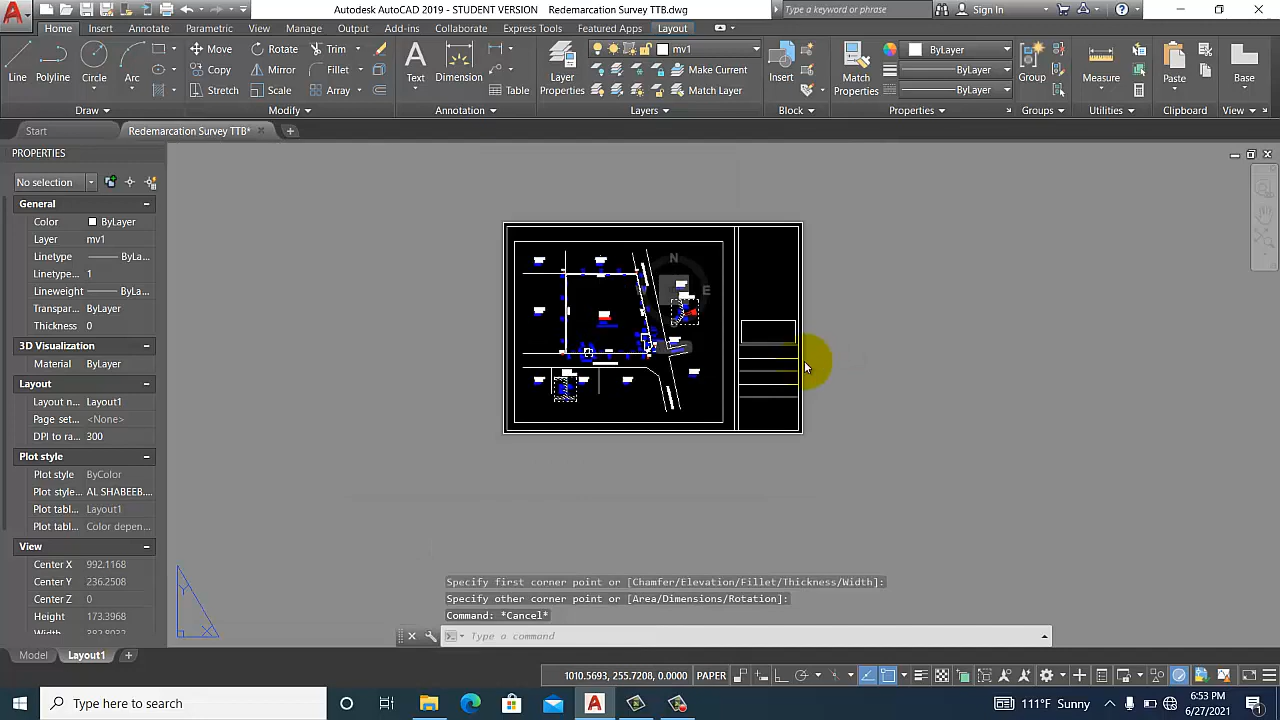 Autodesk AutoCAD 2019 - STUDENT VERSION Redemarcation Survey TTB.dwg
Type a keyword or phrase
Sign In
Home Insert Annotate Parametric View Manage Output Add-ins Collaborate Express Tools Featured Apps Layout
Line Polyline Circle Arc
Move Rotate Trim
Copy Mirror Fillet
Stretch Scale Array
Text Dimension Table
Layer Properties
mv1
Make Current
Match Layer
Insert
Match Properties
ByLayer
ByLayer
ByLayer
Group
Measure
Paste
Base
Draw Modify Annotation Layers Block Properties Groups Utilities Clipboard View
Start
Redemarcation Survey TTB*
PROPERTIES
No selection
General
Color ByLayer
Layer mv1
Linetype ByLa...
Linetype... 1
Lineweight ByLa...
Transpar... ByLayer
Thickness 0
3D Visualization
Material ByLayer
Layout
Layout n... Layout1
Page set... <None>
DPI to ra... 300
Plot style
Plot style ByColor
Plot style... AL SHABEEB....
Plot tabl... Layout1
Plot tabl... Color depen...
View
Center X 992.1168
Center Y 236.2508
Center Z 0
Height 173.3968
Width 383.8032
N
E
Y
X
Specify first corner point or [Chamfer/Elevation/Fillet/Thickness/Width]:
Specify other corner point or [Area/Dimensions/Rotation]:
Command: *Cancel*
Type a command
Model Layout1
1010.5693, 255.7208, 0.0000 PAPER
Type here to search
111°F Sunny
6:53 PM
6/27/2021